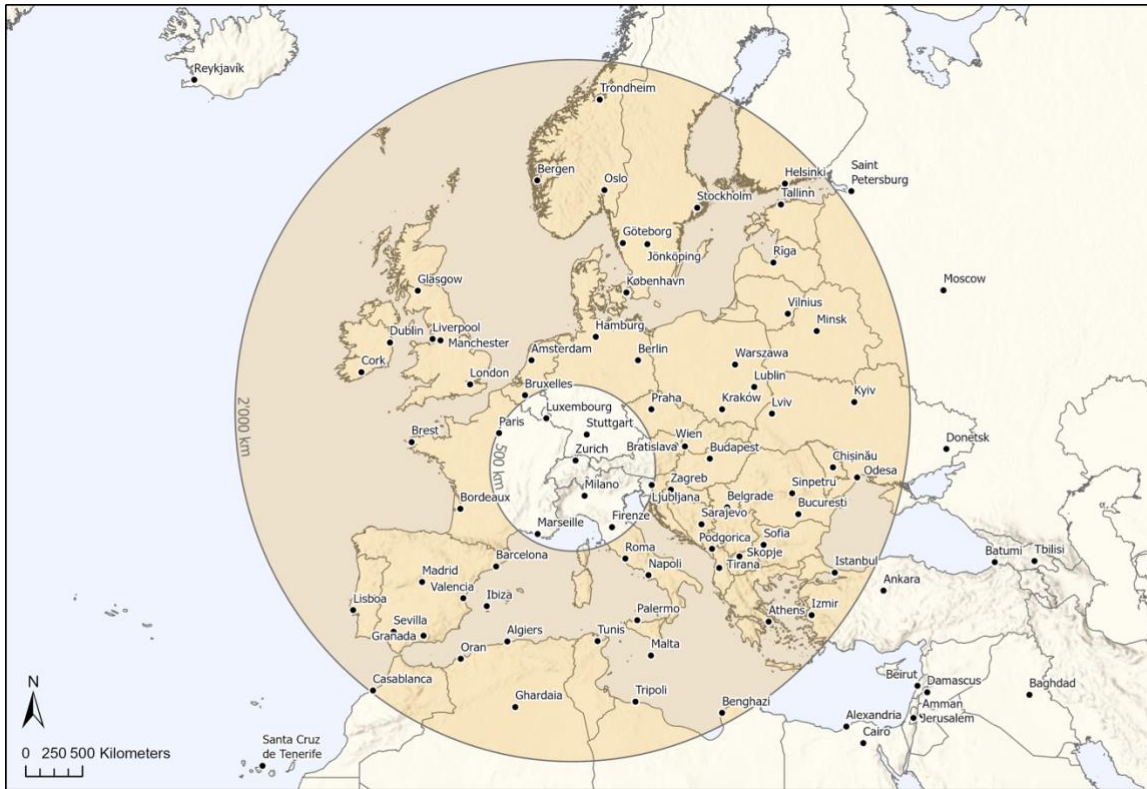 Reykjavík
Trondheim
Bergen
Oslo
Helsinki
Saint
Petersburg
Tallinn
Stockholm
Göteborg
Jönköping
Rīga
København
Moscow
Glasgow
Vilnius
Minsk
Dublin
Liverpool
Manchester
Hamburg
Amsterdam
Berlin
Warszawa
Cork
London
Bruxelles
Lublin
2'000 km
Luxembourg
Praha
Kraków
Lviv
Kyiv
Brest
Paris
Stuttgart
Bratislava
Wien
Budapest
Donetsk
500 km
Zurich
Chișinău
Odesa
Milano
Ljubljana
Zagreb
Belgrade
Sinpetru
București
Bordeaux
Marseille
Firenze
Sarajevo
Podgorica
Sofia
Skopje
Tirana
Barcelona
Roma
Napoli
Istanbul
Batumi
Tbilisi
Ankara
Madrid
Valencia
Ibiza
Lisboa
Sevilla
Granada
Palermo
Athens
Izmir
Oran
Algiers
Tunis
Malta
Casablanca
Ghardaia
Tripoli
Benghazi
Beirut
Damascus
Baghdad
Amman
Jerusalem
Alexandria
Cairo
N
0 250 500 Kilometers
Santa Cruz
de Tenerife